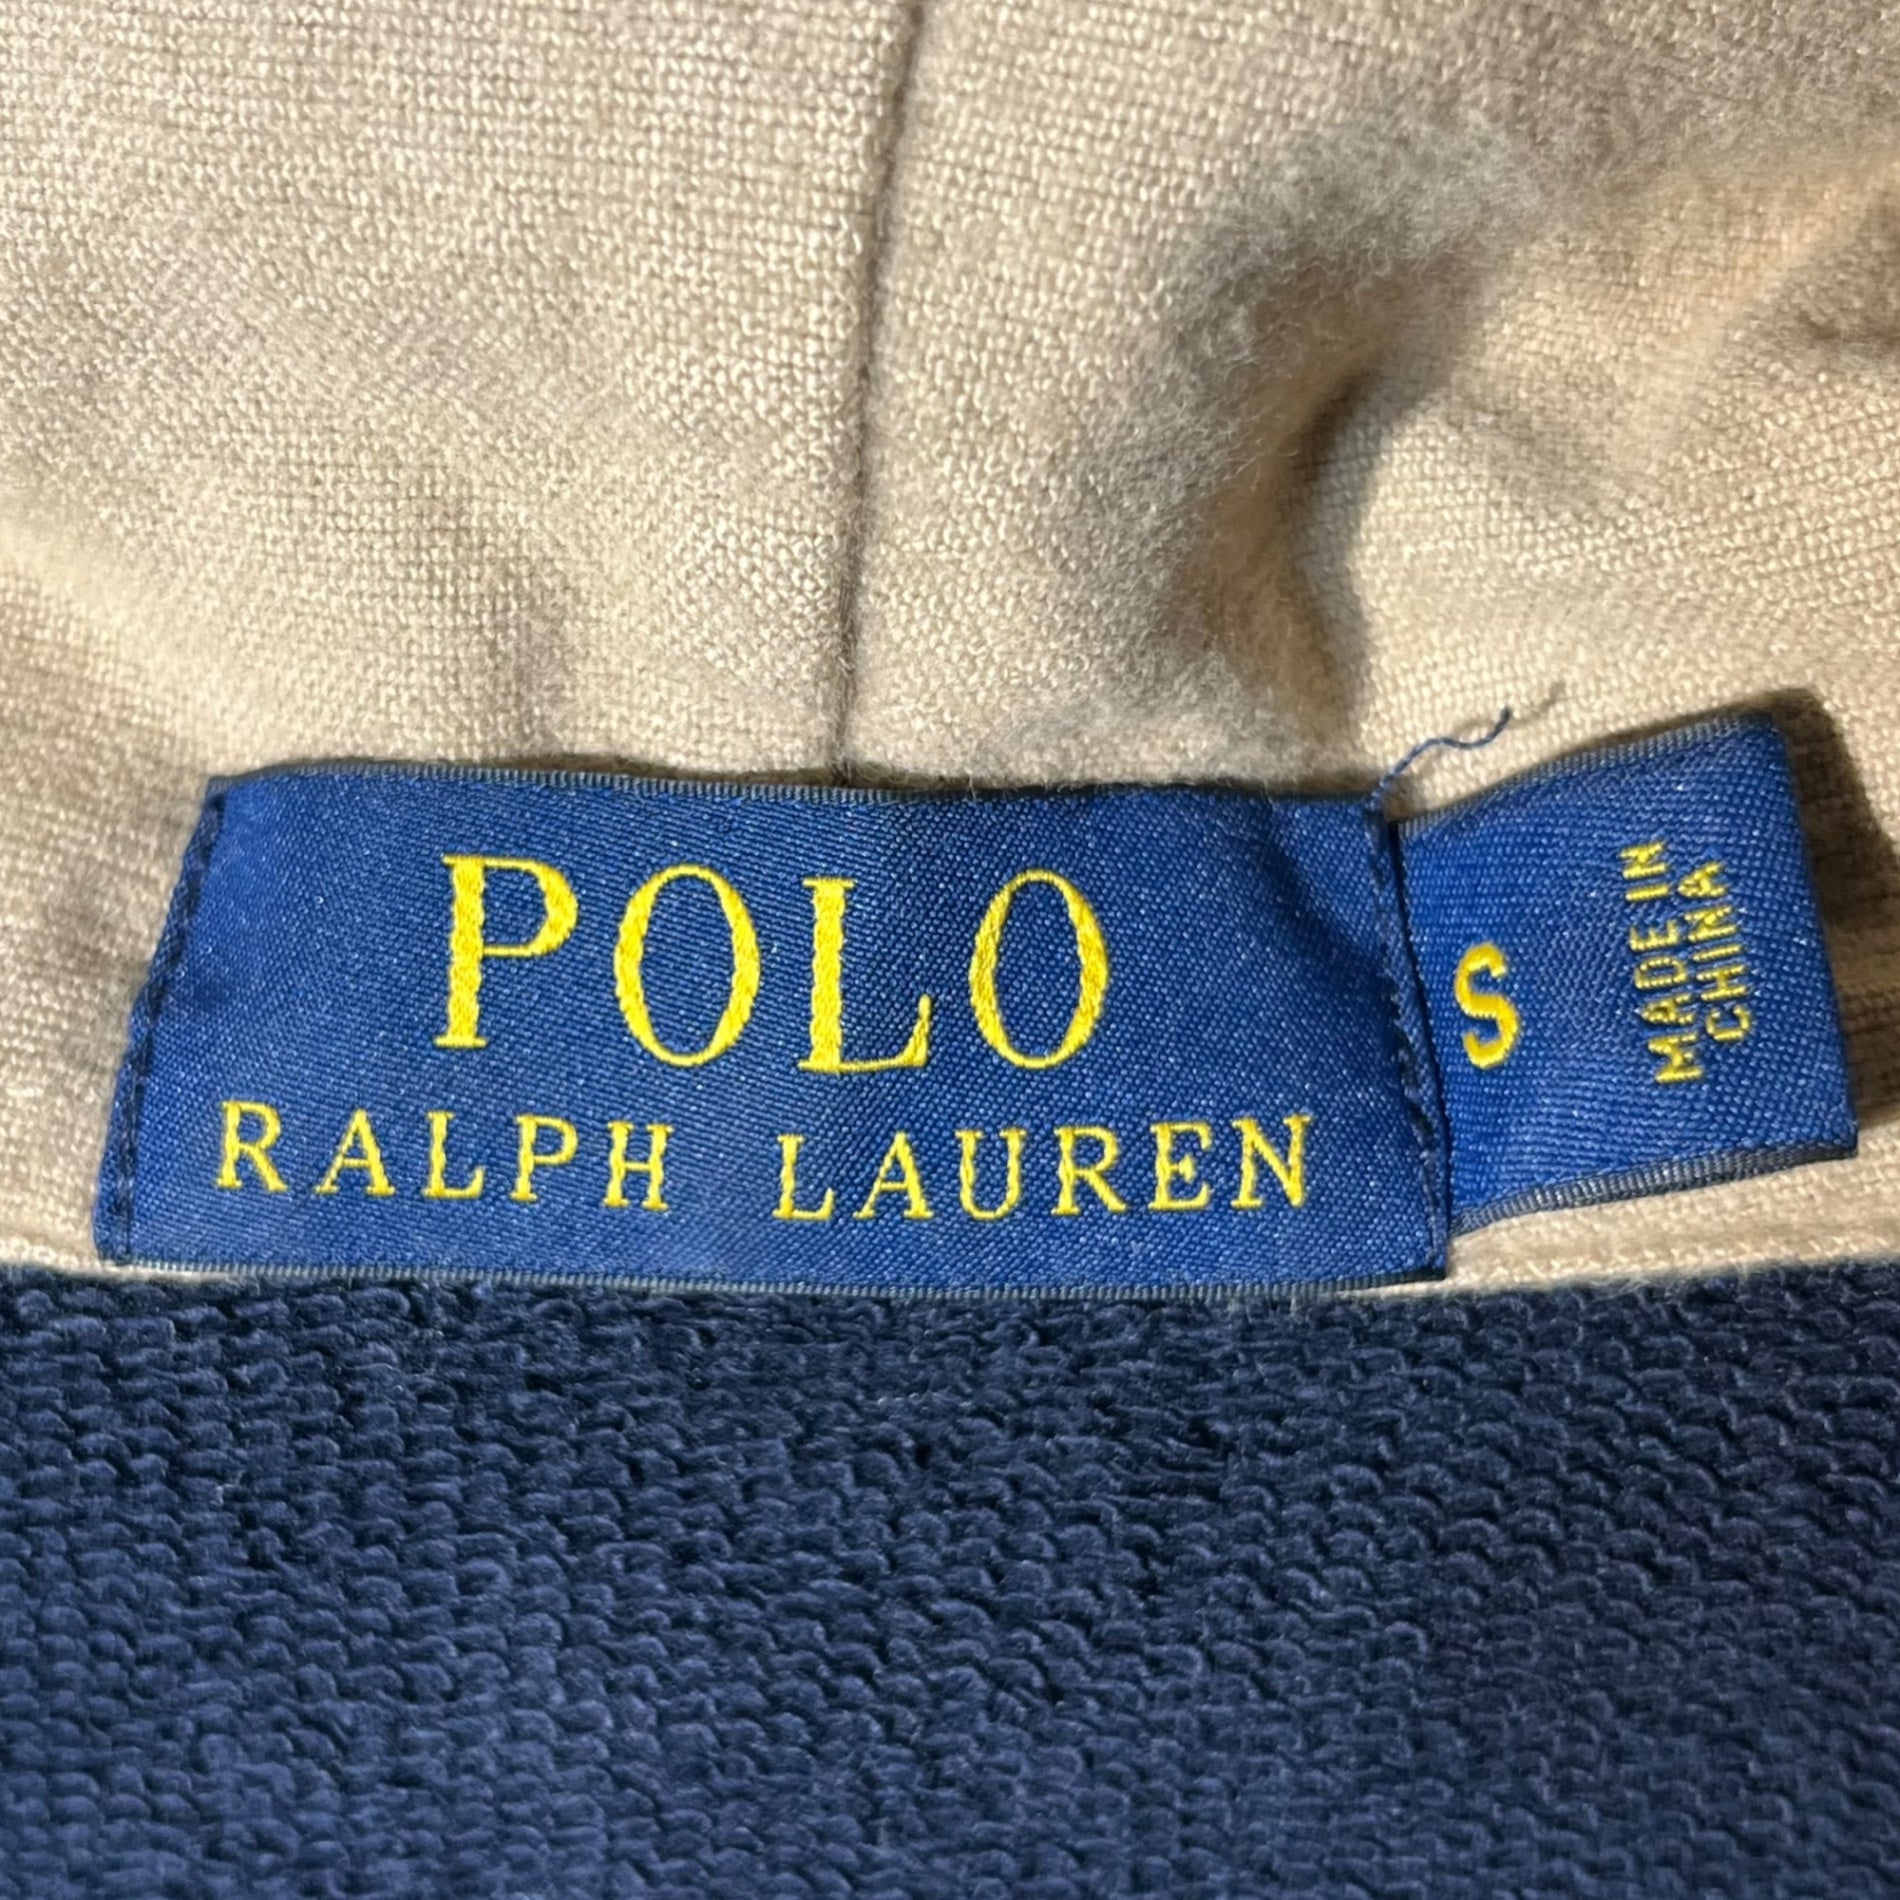 POLO
RALPH LAUREN
S
MADE IN
CHINA